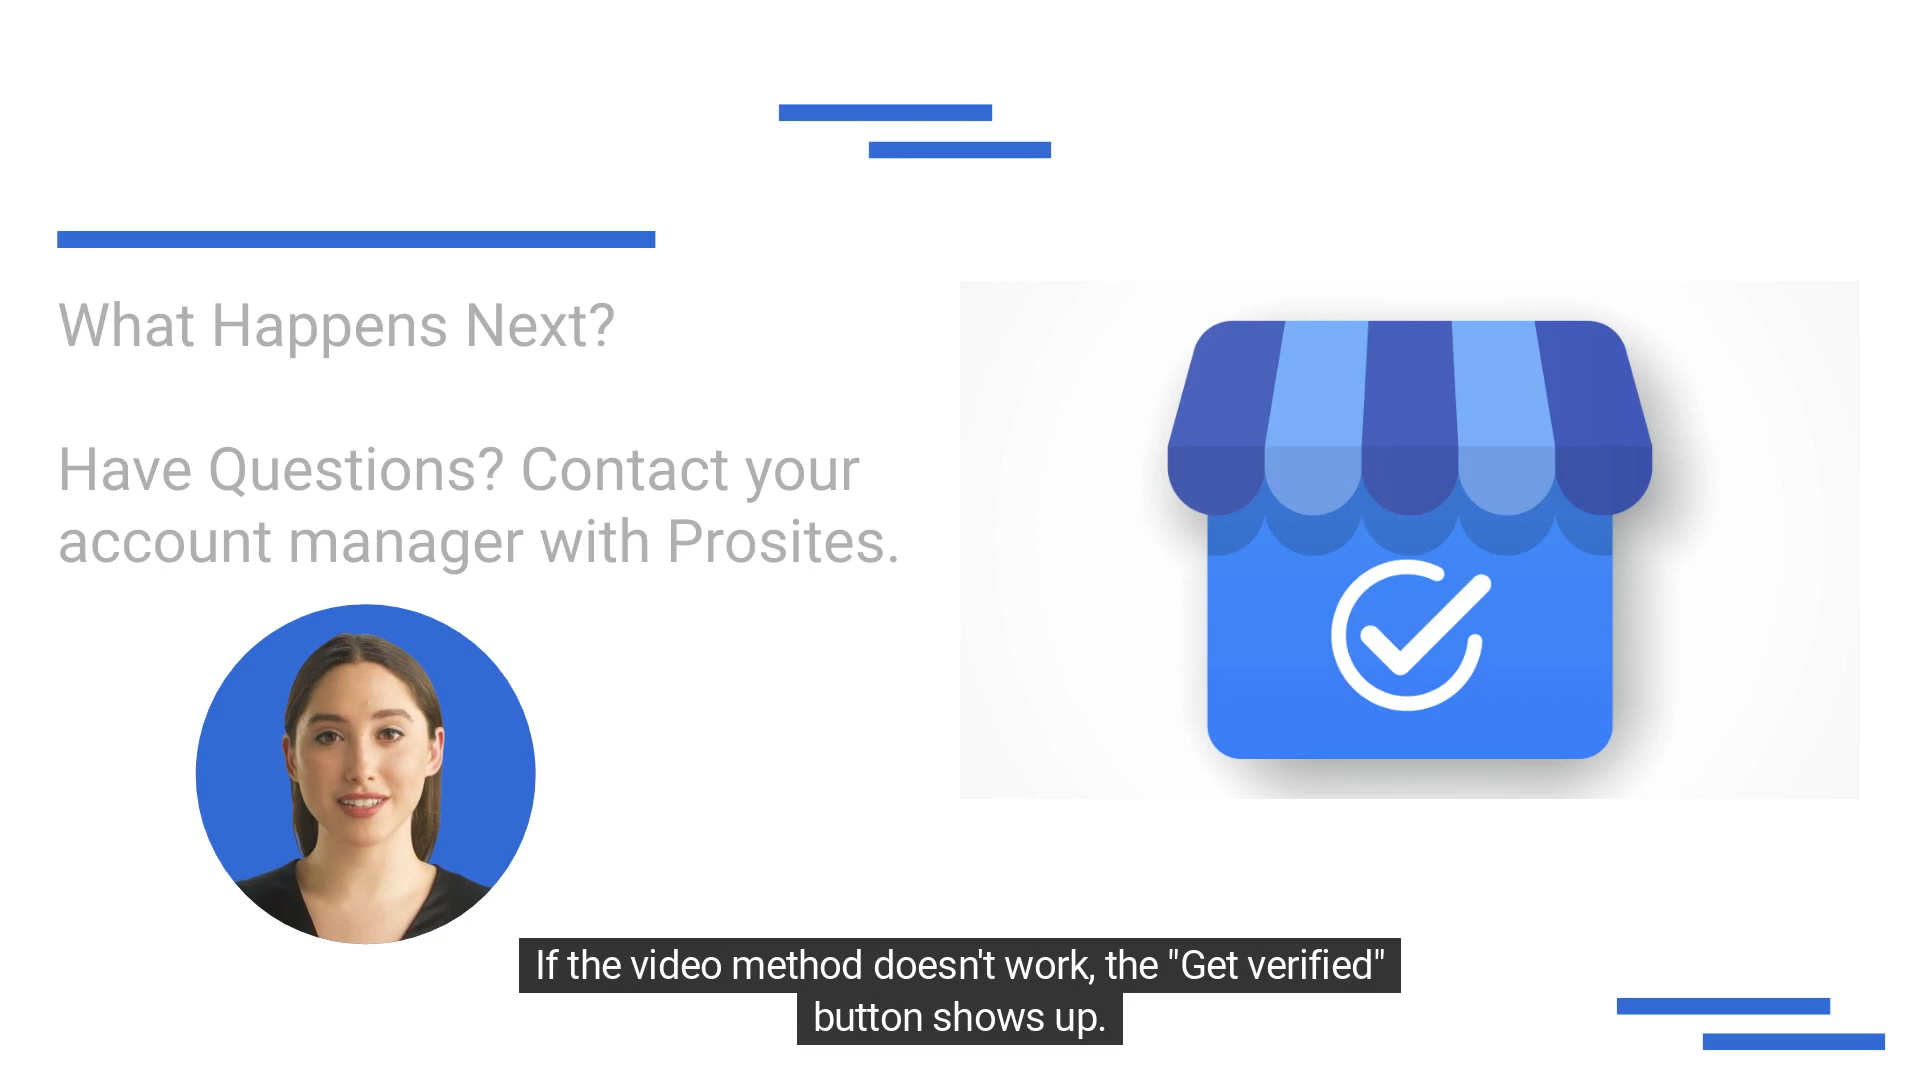 What Happens Next?
Have Questions? Contact your
account manager with Prosites.
If the video method doesn't work, the "Get verified"
button shows up.